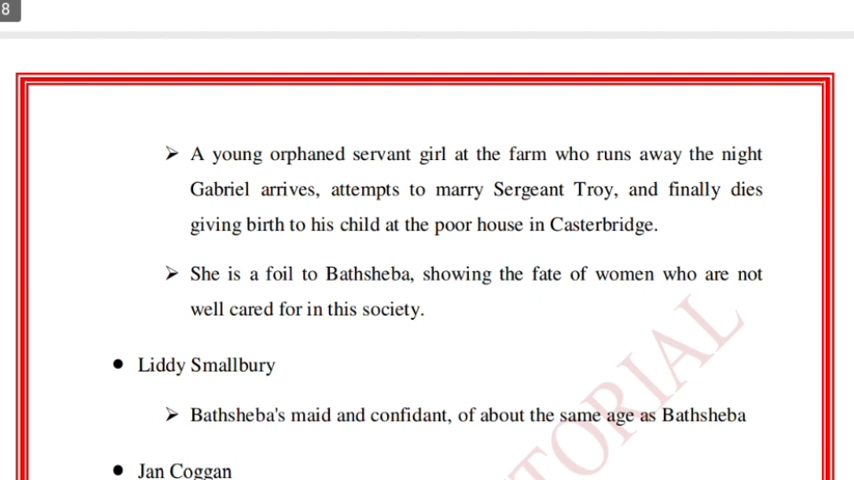 8
➢ A young orphaned servant girl at the farm who runs away the night
Gabriel arrives, attempts to marry Sergeant Troy, and finally dies
giving birth to his child at the poor house in Casterbridge.
➢ She is a foil to Bathsheba, showing the fate of women who are not
well cared for in this society.
● Liddy Smallbury
➢ Bathsheba's maid and confidant, of about the same age as Bathsheba
● Jan Coggan
TORIAL